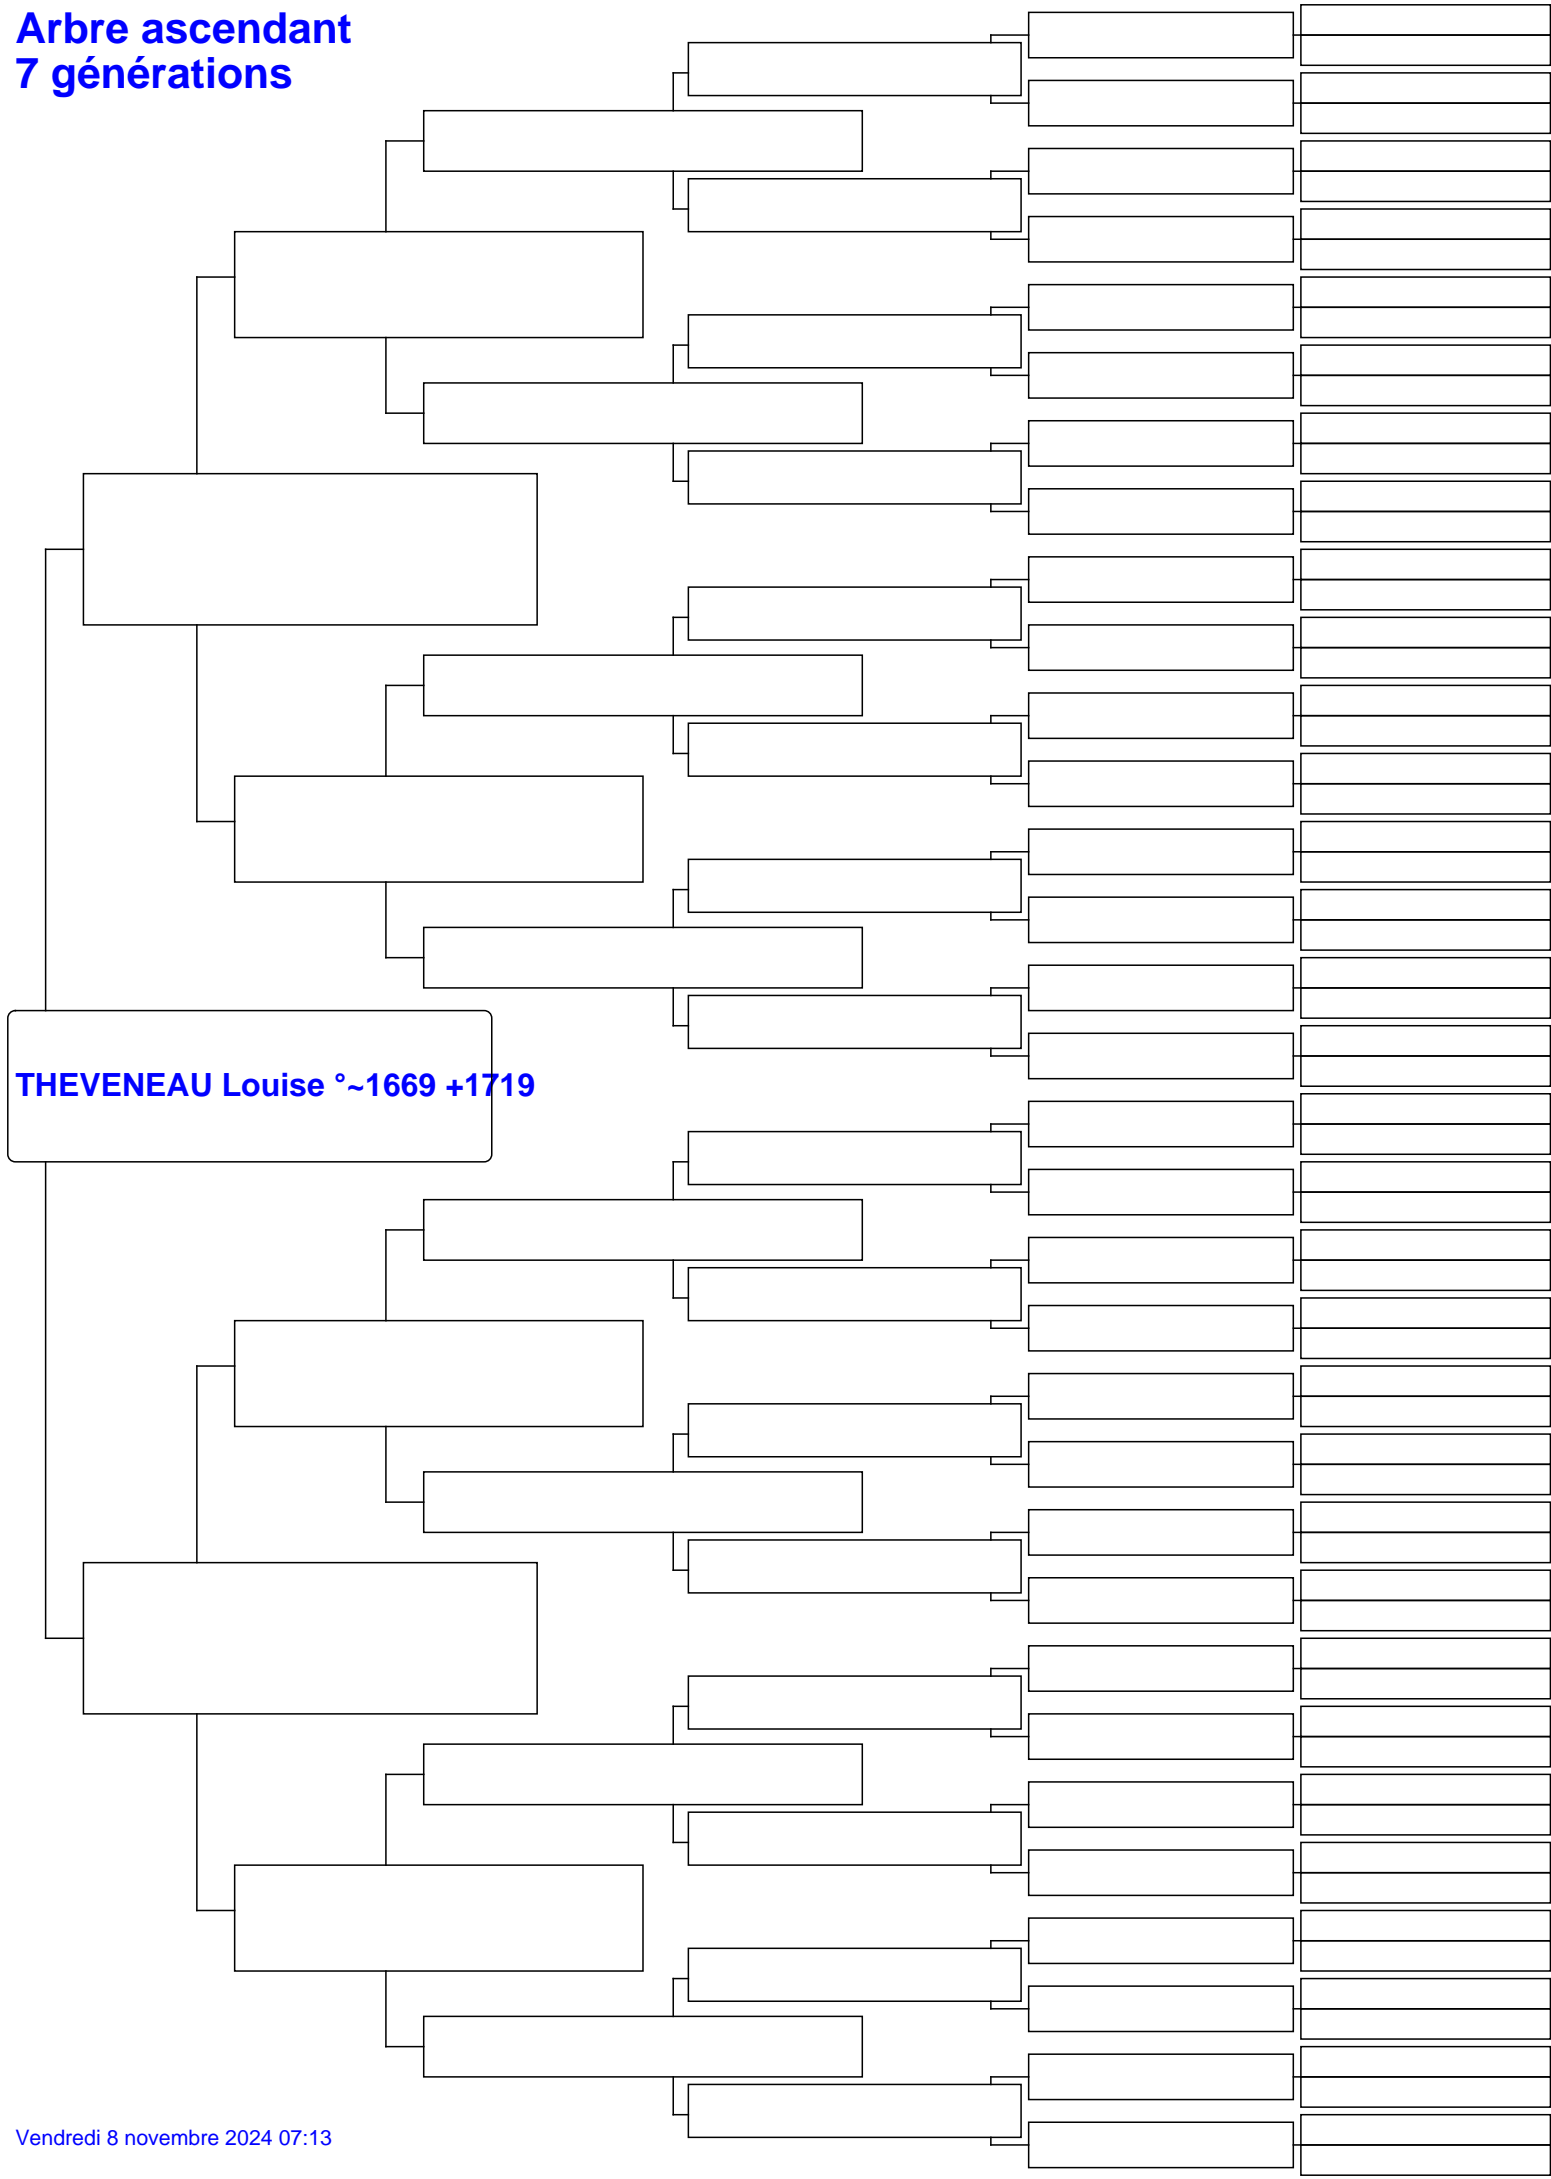 Arbre ascendant
7 générations
THEVENEAU Louise °~1669 +1719
Vendredi 8 novembre 2024 07:13